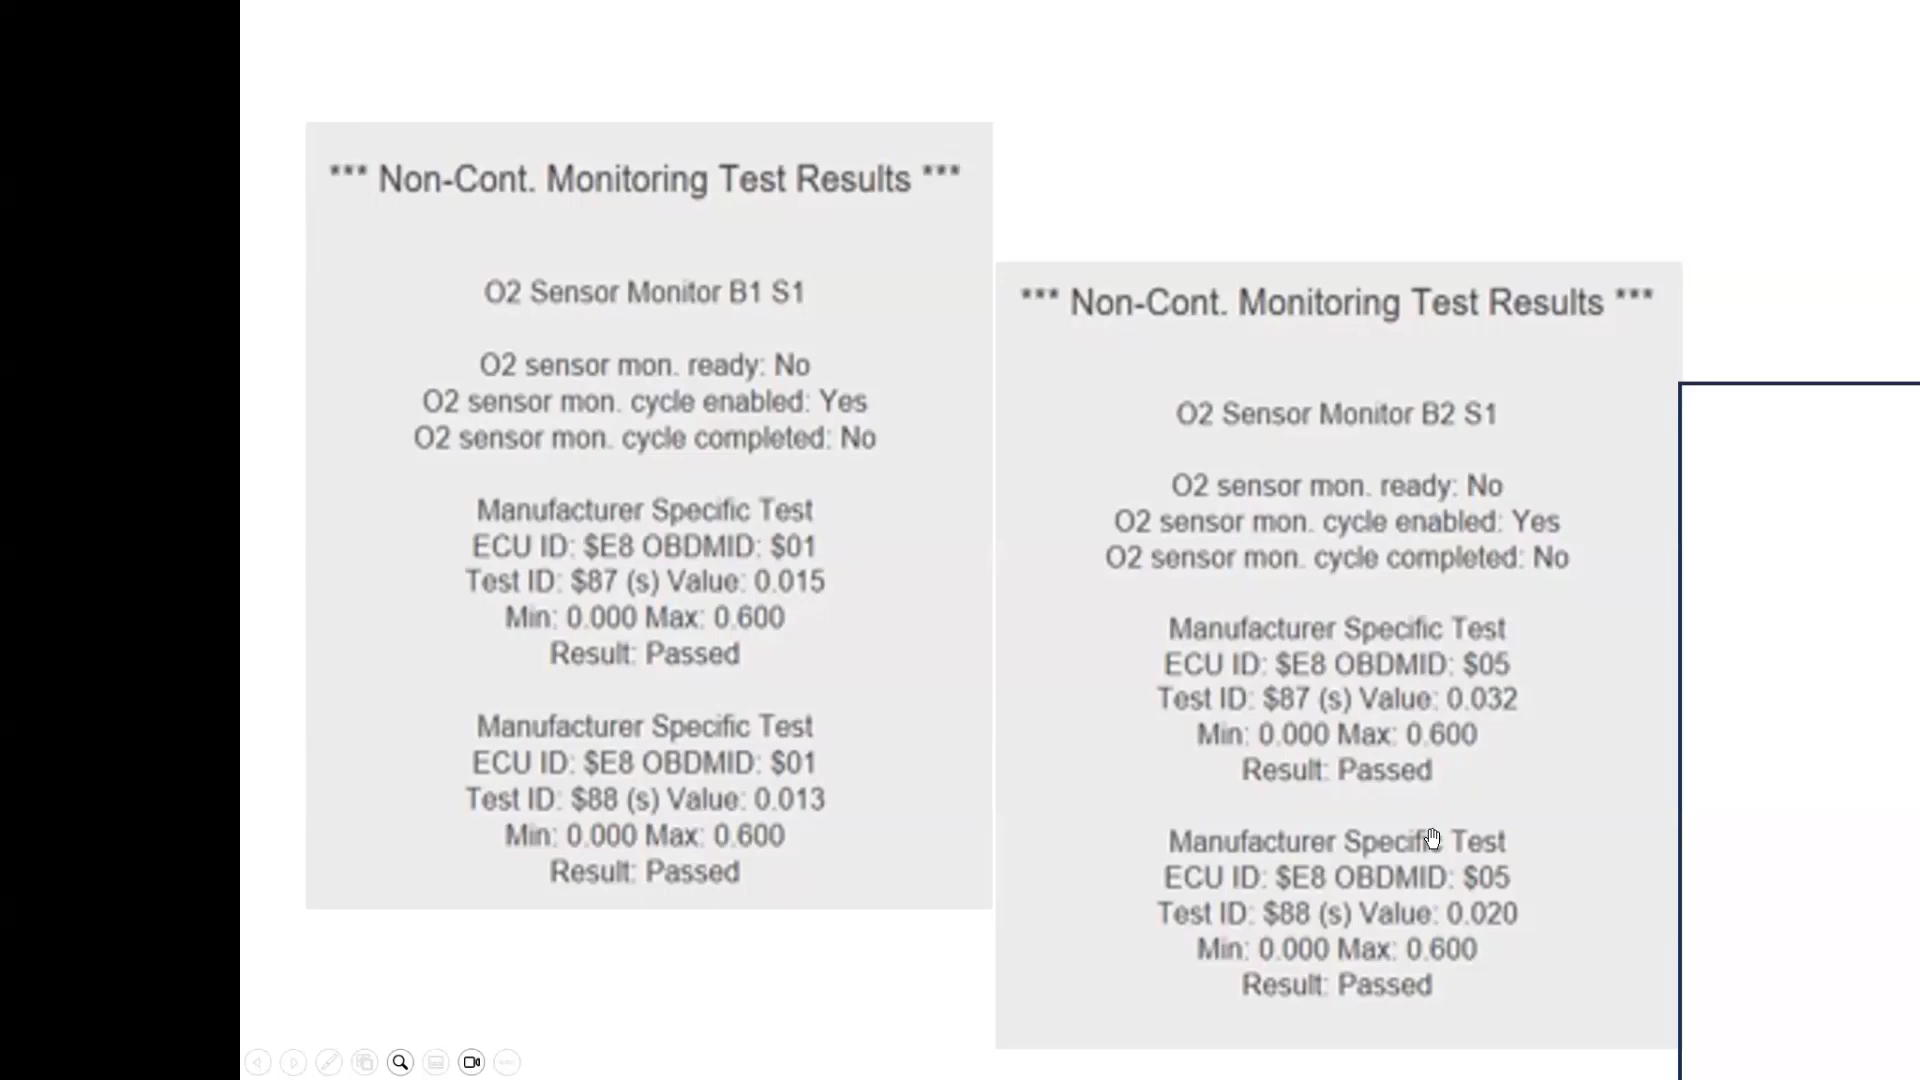 *** Non-Cont. Monitoring Test Results ***
O2 Sensor Monitor B1 S1
O2 sensor mon. ready: No
O2 sensor mon. cycle enabled: Yes
O2 sensor mon. cycle completed: No
Manufacturer Specific Test
ECU ID: $E8 OBDMID: $01
Test ID: $87 (s) Value: 0.015
Min: 0.000 Max: 0.600
Result: Passed
Manufacturer Specific Test
ECU ID: $E8 OBDMID: $01
Test ID: $88 (s) Value: 0.013
Min: 0.000 Max: 0.600
Result: Passed
*** Non-Cont. Monitoring Test Results ***
O2 Sensor Monitor B2 S1
O2 sensor mon. ready: No
O2 sensor mon. cycle enabled: Yes
O2 sensor mon. cycle completed: No
Manufacturer Specific Test
ECU ID: $E8 OBDMID: $05
Test ID: $87 (s) Value: 0.032
Min: 0.000 Max: 0.600
Result: Passed
Manufacturer Specific Test
ECU ID: $E8 OBDMID: $05
Test ID: $88 (s) Value: 0.020
Min: 0.000 Max: 0.600
Result: Passed